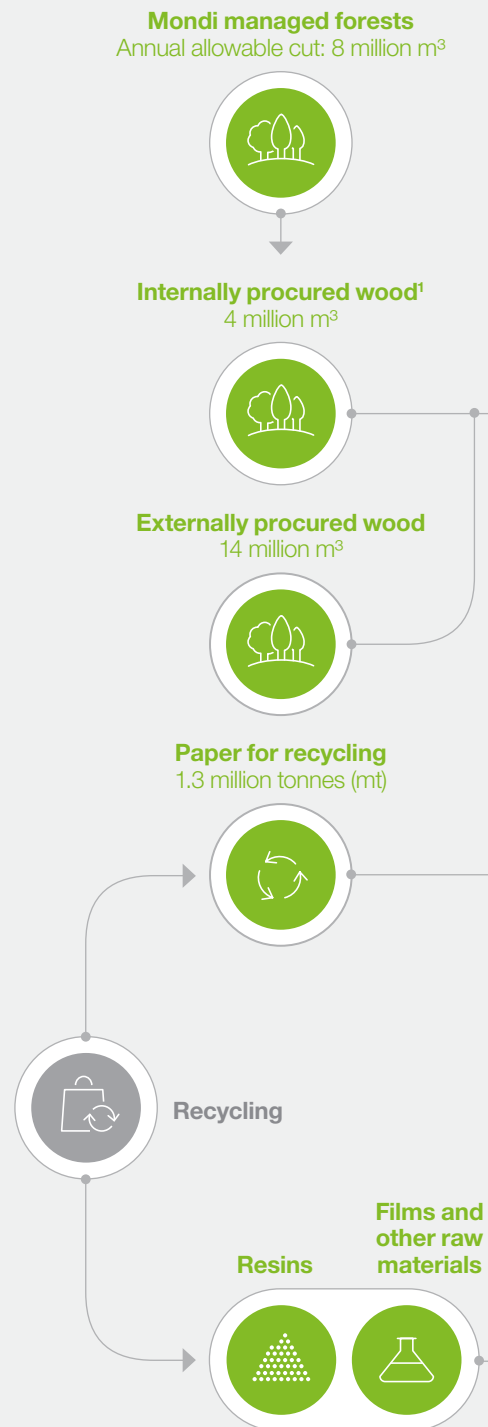 Mondi managed forests
Annual allowable cut: 8 million m³
Internally procured wood¹
4 million m³
Externally procured wood
14 million m³
Paper for recycling
1.3 million tonnes (mt)
Recycling
Resins
Films and
other raw
materials